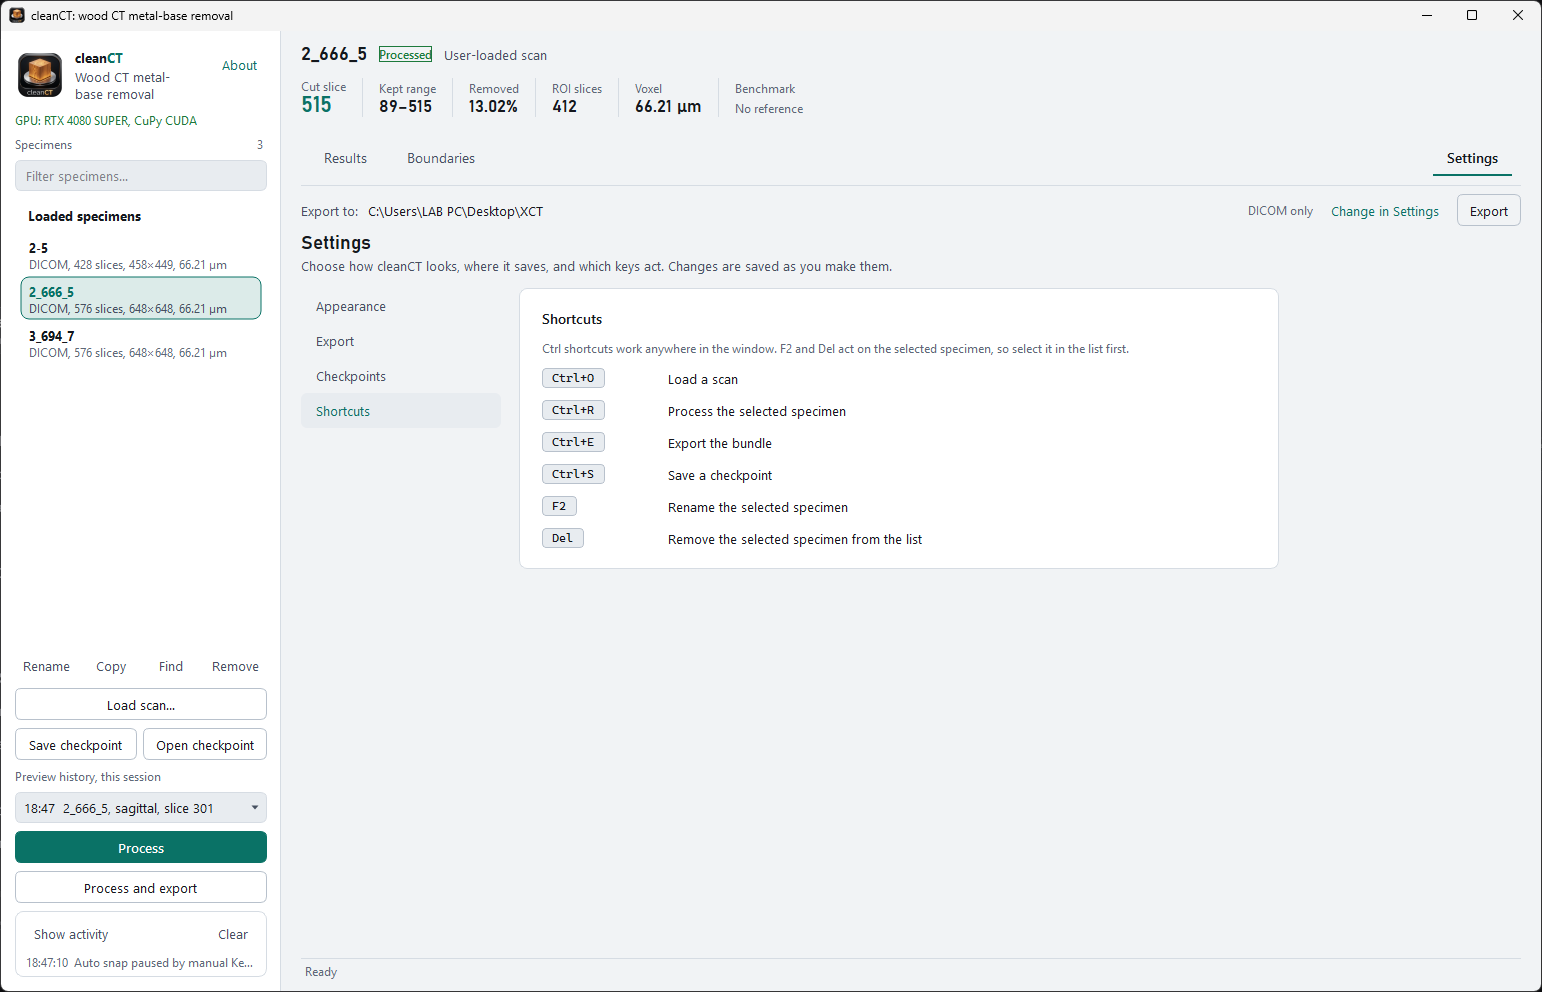 cleanCT: wood CT metal-base removal
cleanCT
Wood CT metal-
base removal
About
cleanCT
GPU: RTX 4080 SUPER, CuPy CUDA
Specimens 3
Filter specimens...
Loaded specimens
2-5
DICOM, 428 slices, 458×449, 66.21 µm
2_666_5
DICOM, 576 slices, 648×648, 66.21 µm
3_694_7
DICOM, 576 slices, 648×648, 66.21 µm
Rename Copy Find Remove
Load scan...
Save checkpoint Open checkpoint
Preview history, this session
18:47 2_666_5, sagittal, slice 301
Process
Process and export
Show activity Clear
18:47:10 Auto snap paused by manual Ke...
2_666_5 Processed User-loaded scan
Cut slice Kept range Removed ROI slices Voxel Benchmark
515 89–515 13.02% 412 66.21 µm No reference
Results Boundaries Settings
Export to: C:\Users\LAB PC\Desktop\XCT DICOM only Change in Settings Export
Settings
Choose how cleanCT looks, where it saves, and which keys act. Changes are saved as you make them.
Appearance
Export
Checkpoints
Shortcuts
Shortcuts
Ctrl shortcuts work anywhere in the window. F2 and Del act on the selected specimen, so select it in the list first.
Ctrl+O Load a scan
Ctrl+R Process the selected specimen
Ctrl+E Export the bundle
Ctrl+S Save a checkpoint
F2 Rename the selected specimen
Del Remove the selected specimen from the list
Ready